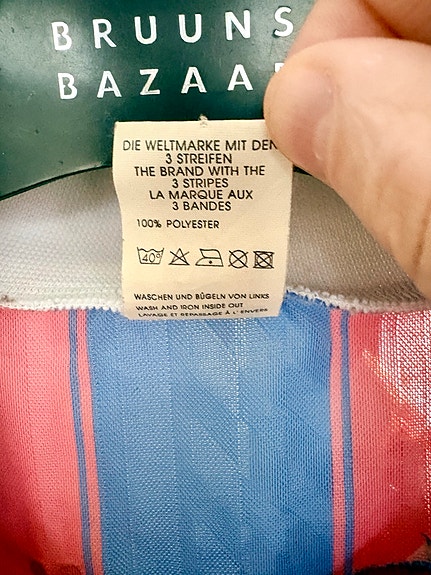 BRUUNS
BAZAA
DIE WELTMARKE MIT DEN
3 STREIFEN
THE BRAND WITH THE
3 STRIPES
LA MARQUE AUX
3 BANDES
100% POLYESTER
40°
WASCHEN UND BÜGELN VON LINKS
WASH AND IRON INSIDE OUT
LAVAGE ET REPASSAGE À L'ENVERS